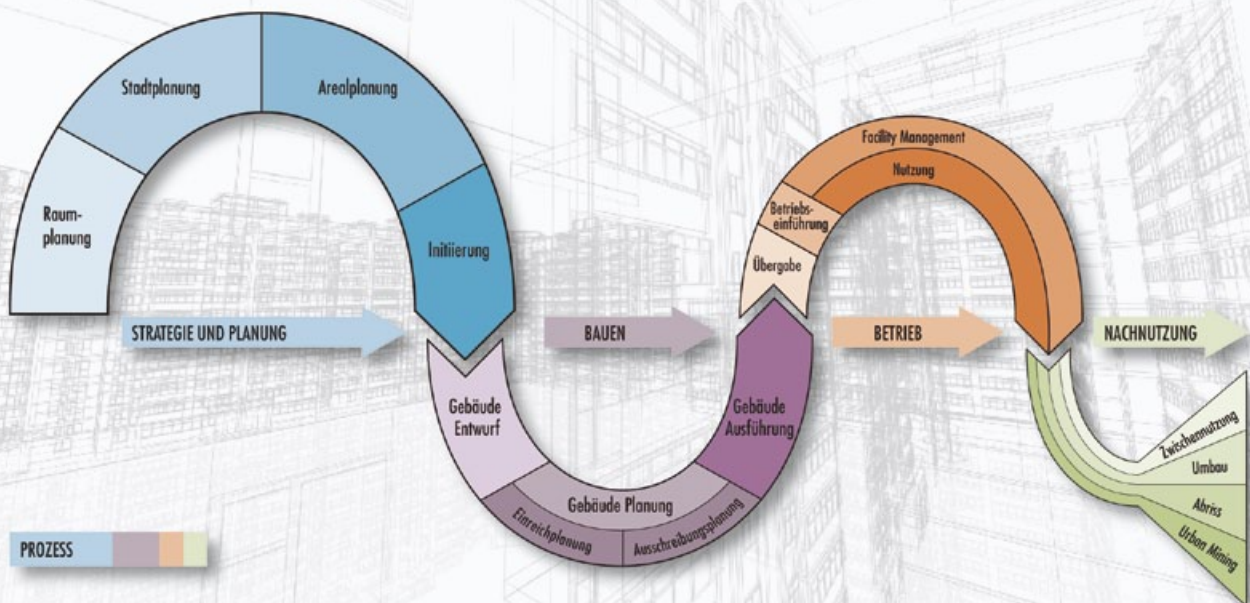 Stadtplanung
Arealplanung
Raum-
planung
Initiierung
STRATEGIE UND PLANUNG
Gebäude
Entwurf
Gebäude Planung
Einreichplanung
Ausschreibungsplanung
Gebäude
Ausführung
BAUEN
Übergabe
Betriebs-
einführung
Facility Management
Nutzung
BETRIEB
NACHNUTZUNG
Zwischennutzung
Umbau
Abriss
Urban Mining
PROZESS